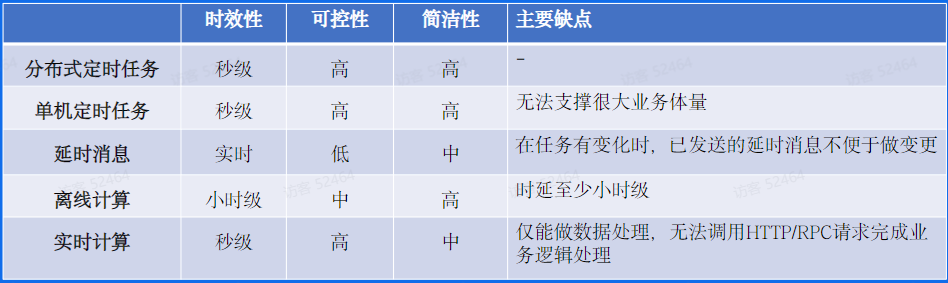 时效性 可控性 简洁性 主要缺点
分布式定时任务 秒级 高 高 -
单机定时任务 秒级 高 高 无法支撑很大业务体量
延时消息 实时 低 中 在任务有变化时，已发送的延时消息不便于做变更
离线计算 小时级 中 高 时延至少小时级
实时计算 秒级 高 中 仅能做数据处理，无法调用HTTP/RPC请求完成业
务逻辑处理
访客 52464
访客 52464
访客 52464
访客 52464
访客 52464
访客 52464